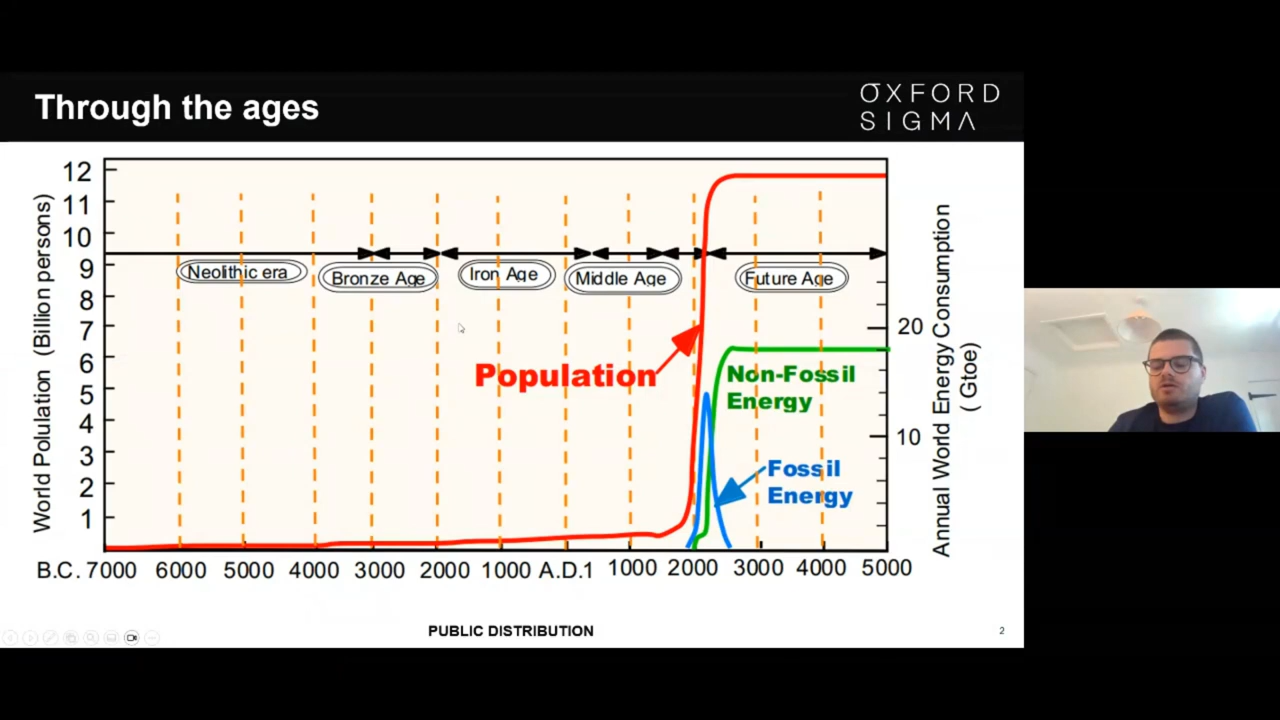 Through the ages
OXFORD
SIGMA
12
11
10
9
8
7
6
5
4
3
2
1
World Polulation (Billion persons)
Neolithic era
Bronze Age
Iron Age
Middle Age
Future Age
Population
Non-Fossil
Energy
Fossil
Energy
20
10
Annual World Energy Consumption
( Gtoe)
B.C. 7000 6000 5000 4000 3000 2000 1000 A.D.1 1000 2000 3000 4000 5000
PUBLIC DISTRIBUTION
2